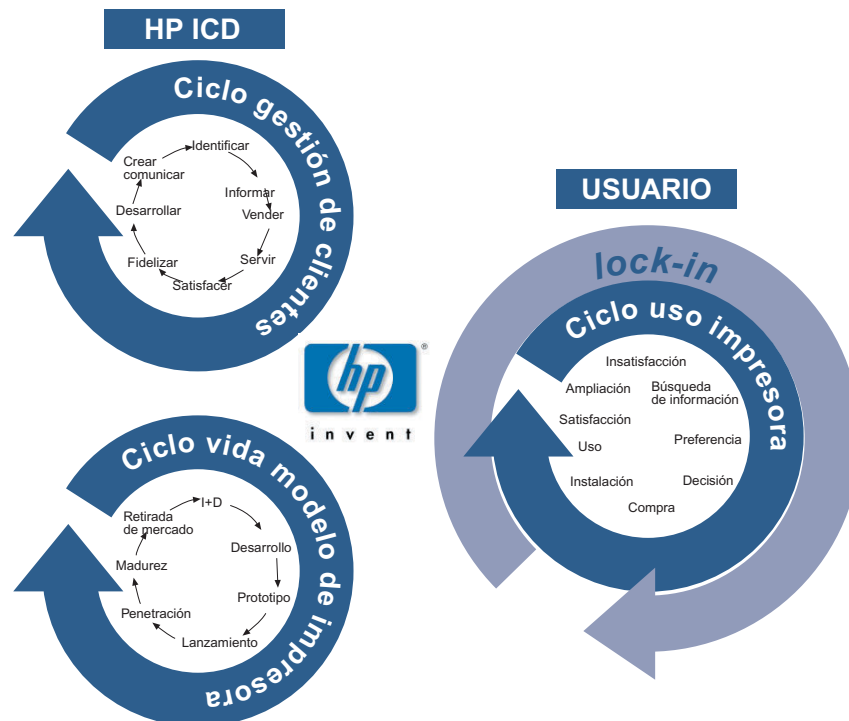 HP ICD
Ciclo gestión de clientes
Identificar
Informar
Vender
Servir
Satisfacer
Fidelizar
Desarrollar
Crear
comunicar
Ciclo vida modelo de impresora
I+D
Desarrollo
Prototipo
Lanzamiento
Penetración
Madurez
Retirada
de mercado
hp
®
invent
USUARIO
lock-in
Ciclo uso impresora
Insatisfacción
Búsqueda
de información
Preferencia
Decisión
Compra
Instalación
Uso
Satisfacción
Ampliación